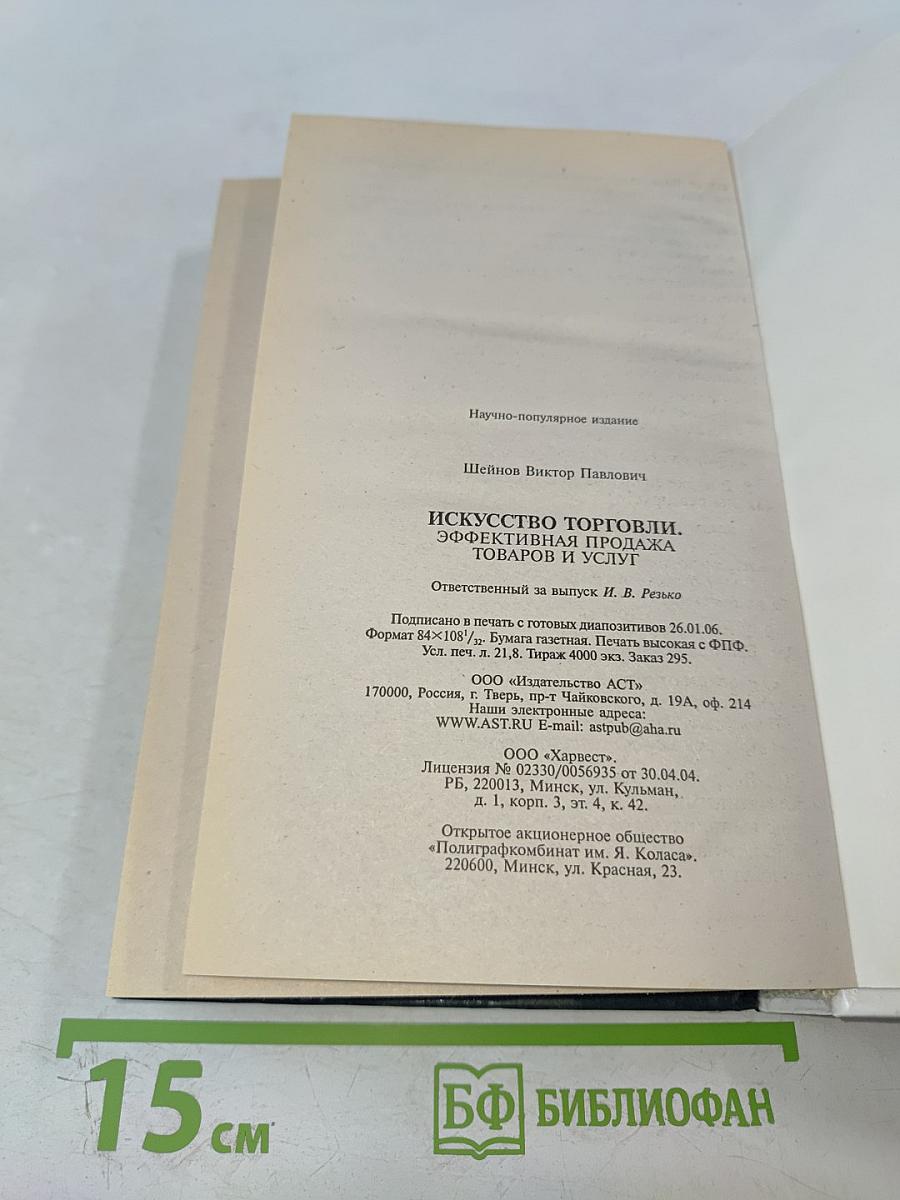 Научно-популярное издание
Шейнов Виктор Павлович
ИСКУССТВО ТОРГОВЛИ.
ЭФФЕКТИВНАЯ ПРОДАЖА
ТОВАРОВ И УСЛУГ
Ответственный за выпуск И. В. Резько
Подписано в печать с готовых диапозитивов 26.01.06.
Формат 84×108¹/₃₂. Бумага газетная. Печать высокая с ФПФ.
Усл. печ. л. 21,8. Тираж 4000 экз. Заказ 295.
ООО «Издательство АСТ»
170000, Россия, г. Тверь, пр-т Чайковского, д. 19А, оф. 214
Наши электронные адреса:
WWW.AST.RU E-mail: astpub@aha.ru
ООО «Харвест».
Лицензия № 02330/0056935 от 30.04.04.
РБ, 220013, Минск, ул. Кульман,
д. 1, корп. 3, эт. 4, к. 42.
Открытое акционерное общество
«Полиграфкомбинат им. Я. Коласа».
220600, Минск, ул. Красная, 23.
15 см
БФ БИБЛИОФАН